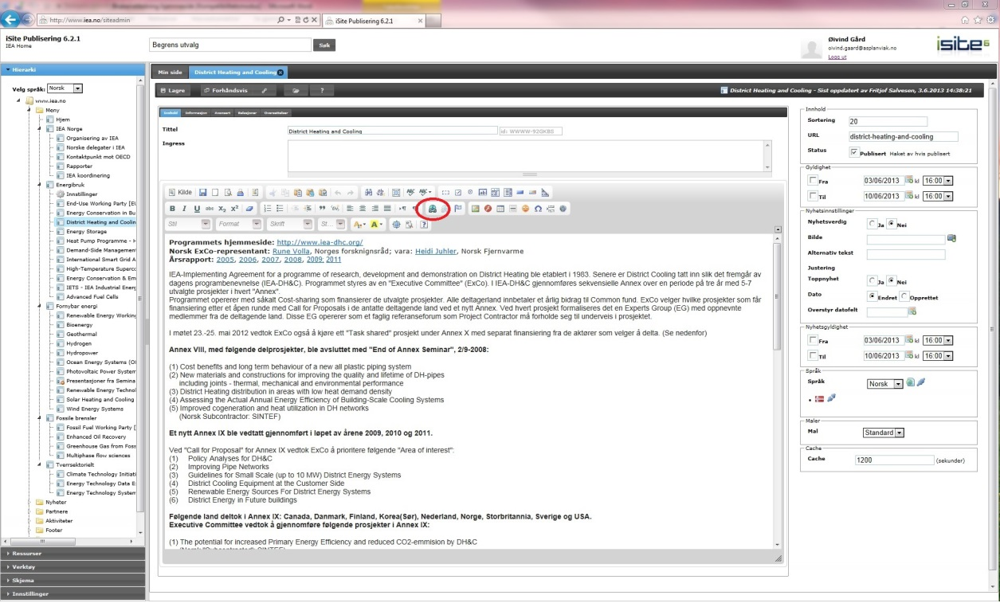 http://www.iea.no/siteadmin
iSite Publisering 6.2.1
iSite Publisering 6.2.1
IEA Home
Begrens utvalg
Søk
Øivind Gård
oivind.gaard@asplanviak.no
Logg ut
isite6
Hierarki
Velg språk: Norsk
www.iea.no
Meny
Hjem
IEA Norge
Organisering av IEA
Norske delegater i IEA
Kontaktpunkt mot OECD
Rapporter
IEA koordinering
Energibruk
Innstillinger
End-Use Working Party [EU
Energy Conservation in Bu
District Heating and Coolin
Energy Storage
Heat Pump Programme - H
Demand-Side Management
International Smart Grid A
High-Temperature Superco
Energy Conservation & Em
IETS - IEA Industrial Energ
Advanced Fuel Cells
Fornybar energi
Renewable Energy Working
Bioenergy
Geothermal
Hydrogen
Hydropower
Ocean Energy Systems (OI
Photovoltaic Power System
Presentasjoner fra Semina
Renewable Energy Technol
Solar Heating and Cooling
Wind Energy Systems
Fossile brensler
Fossil Fuel Working Party [
Enhanced Oil Recovery
Greenhouse Gas from Foss
Multiphase flow sciences
Tverrsektorielt
Climate Technology Initiati
Energy Technology Data E
Energy Technology System
Nyheter
Partnere
Aktiviteter
Footer
Ressurser
Verktøy
Skjema
Innstillinger
Min side
District Heating and Cooling
Lagre
Forhåndsvis
?
District Heating and Cooling - Sist oppdatert av Fritjof Salvesen, 3.6.2013 14:38:21
Innhold Informasjon Avansert Relasjoner Oversettelser
Tittel
District Heating and Cooling
id: WWWW-92GKBS
Ingress
Kilde
B I U abc X₂ X²
Stil
Format
Skrift
St...
Programmets hjemmeside: http://www.iea-dhc.org/
Norsk ExCo-representant: Rune Volla, Norges forsknignsråd; vara: Heidi Juhler, Norsk Fjernvarme
Årsrapport: 2005, 2006, 2007, 2008, 2009, 2011
IEA-Implementing Agreement for a programme of research, development and demonstration on District Heating ble etablert i 1983. Senere er District Cooling tatt inn slik det fremgår av
dagens programbenevnelse (IEA-DH&C). Programmet styres av en "Executive Committee" (ExCo). I IEA-DH&C gjennomføres sekvensielle Annex over en periode på tre år med 5-7
utvalgte prosjekter i hvert "Annex".
Programmet opererer med såkalt Cost-sharing som finansierer de utvalgte prosjekter. Alle deltagerland innbetaler et årlig bidrag til Common fund. ExCo velger hvilke prosjekter som får
finansiering etter et åpen runde med Call for Proposals i de antatte deltagende land ved et nytt Annex. Ved hvert prosjekt formaliseres det en Experts Group (EG) med oppnevnte
medlemmer fra de deltagende land. Disse EG opererer som et faglig referanseforum som Project Contractor må forholde seg til underveis i prosjektet.
I møtet 23.-25. mai 2012 vedtok ExCo også å kjøre ett "Task shared" projekt under Annex X med separat finansiering fra de aktører som velger å delta. (Se nedenfor)
Annex VIII, med følgende delprosjekter, ble avsluttet med "End of Annex Seminar", 2/9-2008:
(1) Cost benefits and long term behaviour of a new all plastic piping system
(2) New materials and constructions for improving the quality and lifetime of DH-pipes
including joints - thermal, mechanical and environmental performance
(3) District Heating distribution in areas with low heat demand density
(4) Assessing the Actual Annual Energy Efficiency of Building-Scale Cooling Systems
(5) Improved cogeneration and heat utilization in DH networks
(Norsk Subcontractor: SINTEF)
Et nytt Annex IX ble vedtatt gjennomført i løpet av årene 2009, 2010 og 2011.
Ved "Call for Proposal" for Annex IX vedtok ExCo å prioritere følgende "Area of interest":
(1) Policy Analyses for DH&C
(2) Improving Pipe Networks
(3) Guidelines for Small Scale (up to 10 MW) District Energy Systems
(4) District Cooling Equipment at the Customer Side
(5) Renewable Energy Sources For District Energy Systems
(6) District Energy in Future buildings
Følgende land deltok i Annex IX: Canada, Danmark, Finland, Korea(Sør), Nederland, Norge, Storbritannia, Sverige og USA.
Executive Committee vedtok å gjennomføre følgende prosjekter i Annex IX:
(1) The potential for increased Primary Energy Efficiency and reduced CO2-emmision by DH&C
Innhold
Sortering 20
URL district-heating-and-cooling
Status Publisert Haket av hvis publisert
Gyldighet
Fra 03/06/2013 kl 16:00
Til 10/06/2013 kl 16:00
Nyhetsinnstillinger
Nyhetsverdig Ja Nei
Bilde
Alternativ tekst
Justering
Toppnyhet Ja Nei
Dato Endret Opprettet
Overstyr datofelt
Nyhetsgyldighet
Fra 03/06/2013 kl 16:00
Til 10/06/2013 kl 16:00
Språk
Språk Norsk
Maler
Mal Standard
Cache
Cache 1200 (sekunder)